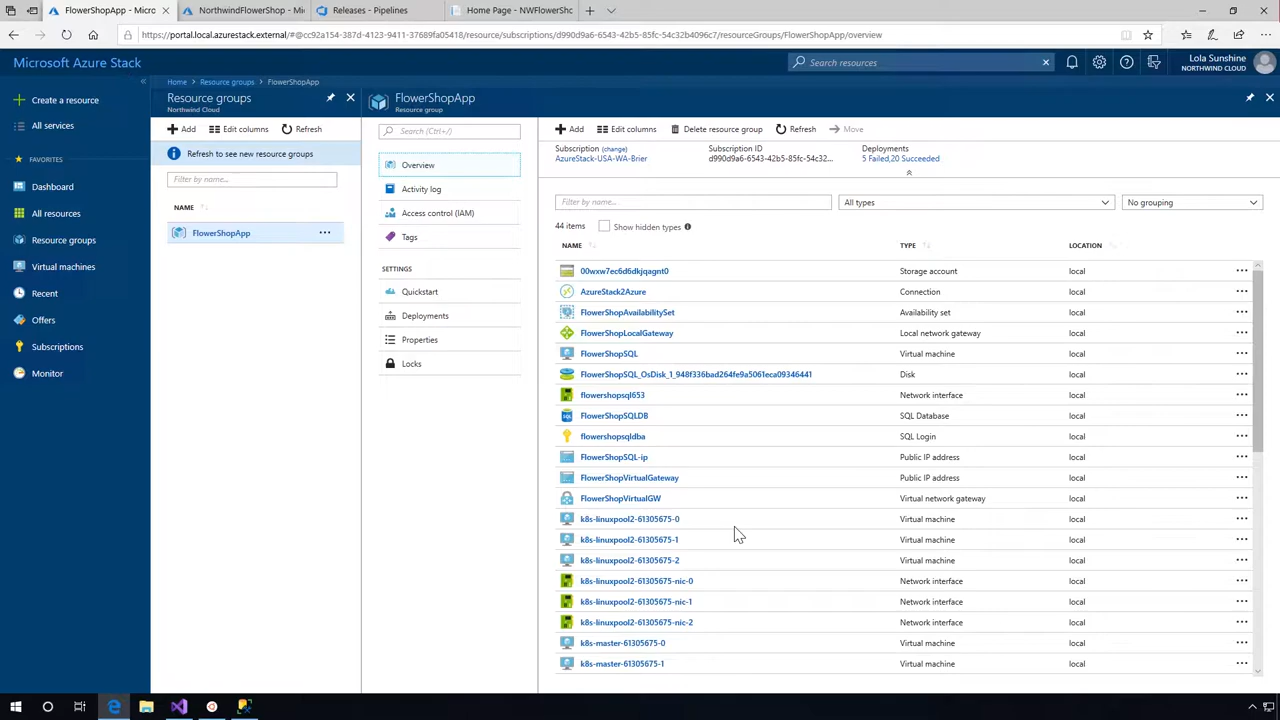 FlowerShopApp - Micro
NorthwindFlowerShop - Mi
Releases - Pipelines
Home Page - NWFlowerShc
https://portal.local.azurestack.external/#@cc92a154-387d-4123-9411-37689fa05418/resource/subscriptions/d990d9a6-6543-42b5-85fc-54c32b4096c7/resourceGroups/FlowerShopApp/overview
Microsoft Azure Stack
Search resources
Lola Sunshine
NORTHWIND CLOUD
Create a resource
All services
FAVORITES
Dashboard
All resources
Resource groups
Virtual machines
Recent
Offers
Subscriptions
Monitor
Home
Resource groups
FlowerShopApp
Resource groups
Northwind Cloud
Add
Edit columns
Refresh
Refresh to see new resource groups
Filter by name...
NAME
FlowerShopApp
FlowerShopApp
Resource group
Search (Ctrl+/)
Overview
Activity log
Access control (IAM)
Tags
SETTINGS
Quickstart
Deployments
Properties
Locks
Add
Edit columns
Delete resource group
Refresh
Move
Subscription (change)
AzureStack-USA-WA-Brier
Subscription ID
d990d9a6-6543-42b5-85fc-54c32...
Deployments
5 Failed,20 Succeeded
Filter by name...
All types
No grouping
44 items
Show hidden types
NAME TYPE LOCATION
00wxw7ec6d6dkjqagnt0 Storage account local
AzureStack2Azure Connection local
FlowerShopAvailabilitySet Availability set local
FlowerShopLocalGateway Local network gateway local
FlowerShopSQL Virtual machine local
FlowerShopSQL_OsDisk_1_948f336bad264fe9a5061eca09346441 Disk local
flowershopsql653 Network interface local
FlowerShopSQLDB SQL Database local
flowershopsqldba SQL Login local
FlowerShopSQL-ip Public IP address local
FlowerShopVirtualGateway Public IP address local
FlowerShopVirtualGW Virtual network gateway local
k8s-linuxpool2-61305675-0 Virtual machine local
k8s-linuxpool2-61305675-1 Virtual machine local
k8s-linuxpool2-61305675-2 Virtual machine local
k8s-linuxpool2-61305675-nic-0 Network interface local
k8s-linuxpool2-61305675-nic-1 Network interface local
k8s-linuxpool2-61305675-nic-2 Network interface local
k8s-master-61305675-0 Virtual machine local
k8s-master-61305675-1 Virtual machine local